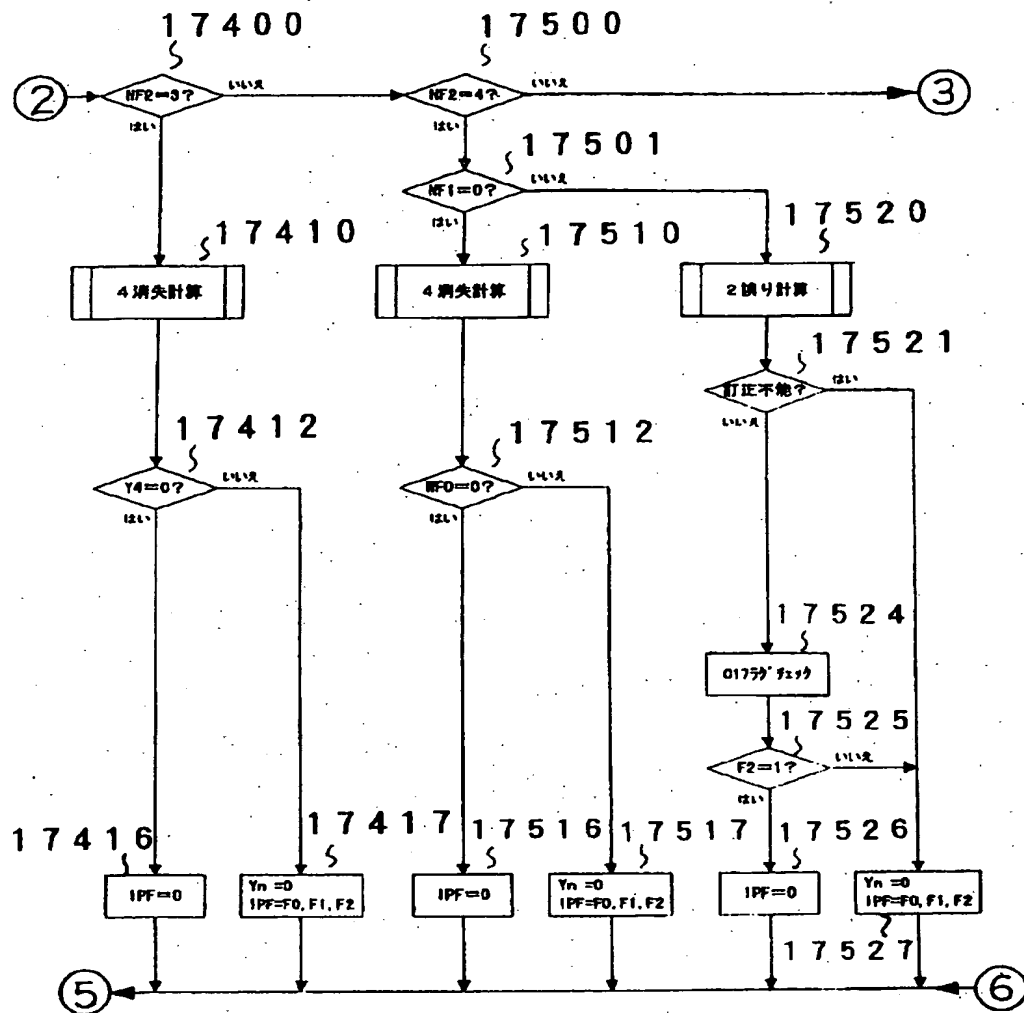 17400
17500
② NF2=3? いいえ NF2=4? いいえ ③
はい はい
17501
NF1=0? いいえ
はい
17520
17410
17510
4消失計算 4消失計算 2誤り計算
17521
訂正不能? はい
いいえ
17412
17512
Y4=0? いいえ NF0=0? いいえ
はい はい
17524
017ラグチェック
17525
F2=1? いいえ
はい
17416 17417 17516 17517 17526
IPF=0
Yn=0
IPF=F0, F1, F2
IPF=0
Yn=0
IPF=F0, F1, F2
IPF=0
Yn=0
IPF=F0, F1, F2
17527
⑤ ⑥